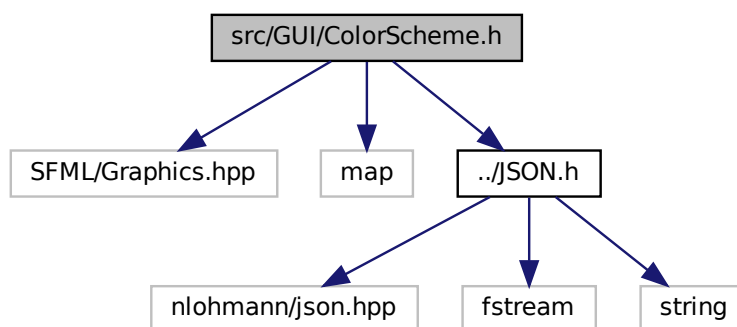 src/GUI/ColorScheme.h
SFML/Graphics.hpp
map
../JSON.h
nlohmann/json.hpp
fstream
string